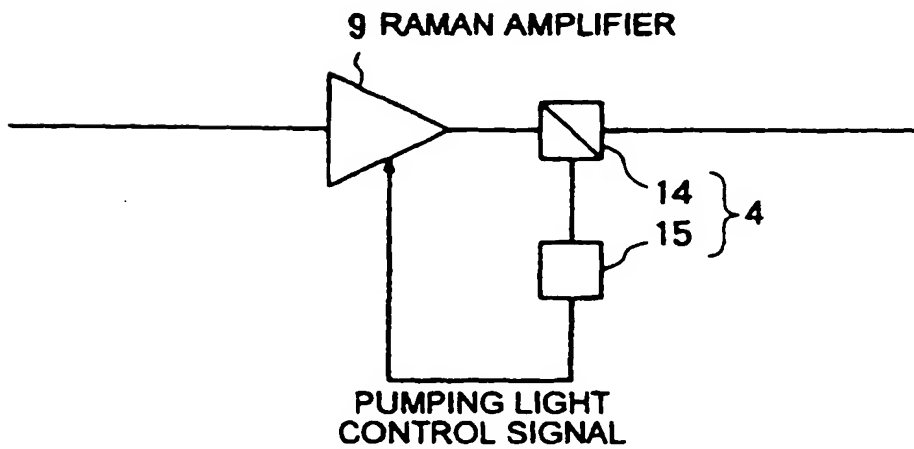 9 RAMAN AMPLIFIER
14
15
4
PUMPING LIGHT
CONTROL SIGNAL